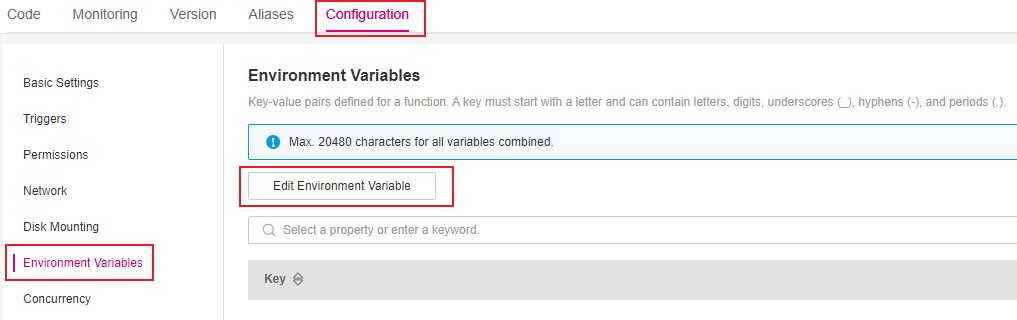 Code Monitoring Version Aliases Configuration
Basic Settings
Triggers
Permissions
Network
Disk Mounting
Environment Variables
Concurrency
Environment Variables
Key-value pairs defined for a function. A key must start with a letter and can contain letters, digits, underscores (_), hyphens (-), and periods (.).
Max. 20480 characters for all variables combined.
Edit Environment Variable
Select a property or enter a keyword.
Key